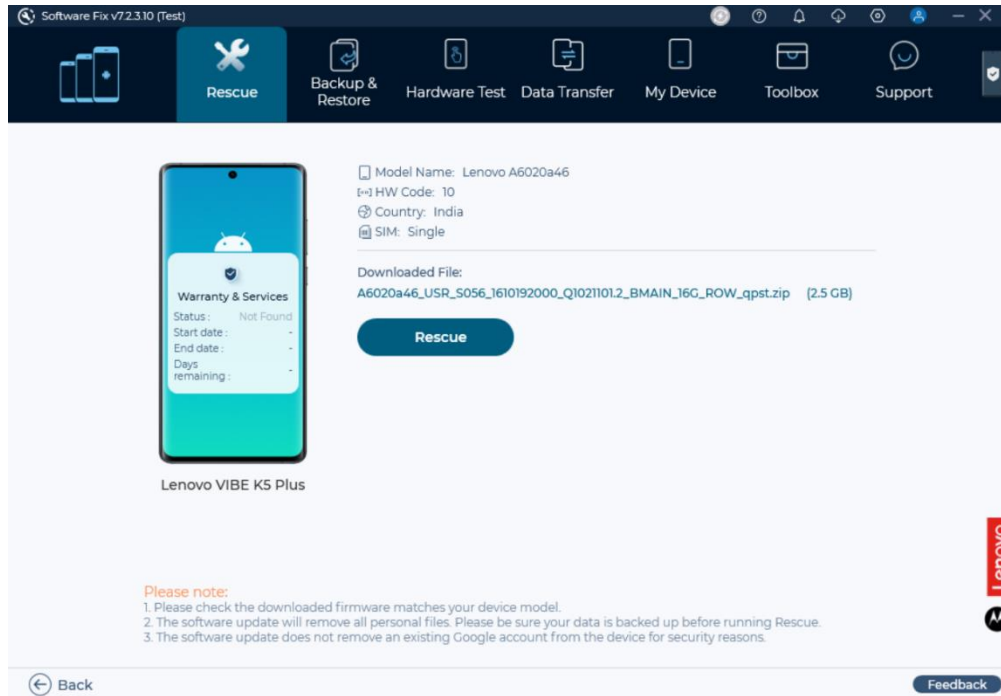 Software Fix v7.2.3.10 (Test)
Rescue
Backup &
Restore
Hardware Test
Data Transfer
My Device
Toolbox
Support
Model Name: Lenovo A6020a46
HW Code: 10
Country: India
SIM: Single
Downloaded File:
A6020a46_USR_S056_1610192000_Q1021101.2_BMAIN_16G_ROW_qpst.zip (2.5 GB)
Rescue
Warranty & Services
Status : Not Found
Start date : -
End date : -
Days
remaining : -
Lenovo VIBE K5 Plus
Lenovo
Please note:
1. Please check the downloaded firmware matches your device model.
2. The software update will remove all personal files. Please be sure your data is backed up before running Rescue.
3. The software update does not remove an existing Google account from the device for security reasons.
Back
Feedback